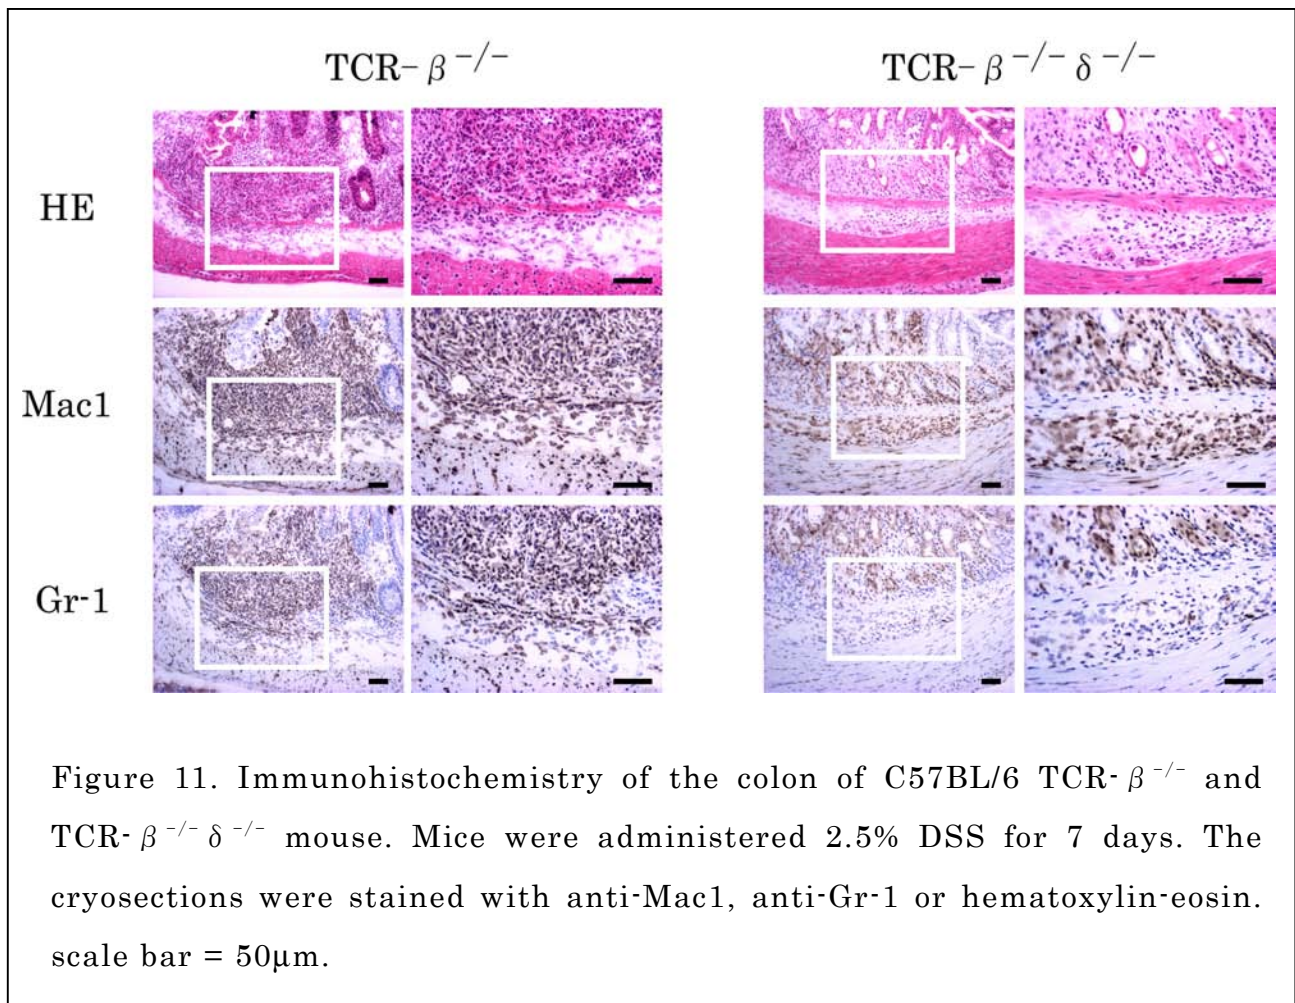 TCR-β⁻/⁻
TCR-β⁻/⁻δ⁻/⁻
HE
Mac1
Gr-1
Figure 11. Immunohistochemistry of the colon of C57BL/6 TCR-β⁻/⁻ and
TCR-β⁻/⁻δ⁻/⁻ mouse. Mice were administered 2.5% DSS for 7 days. The
cryosections were stained with anti-Mac1, anti-Gr-1 or hematoxylin-eosin.
scale bar = 50μm.